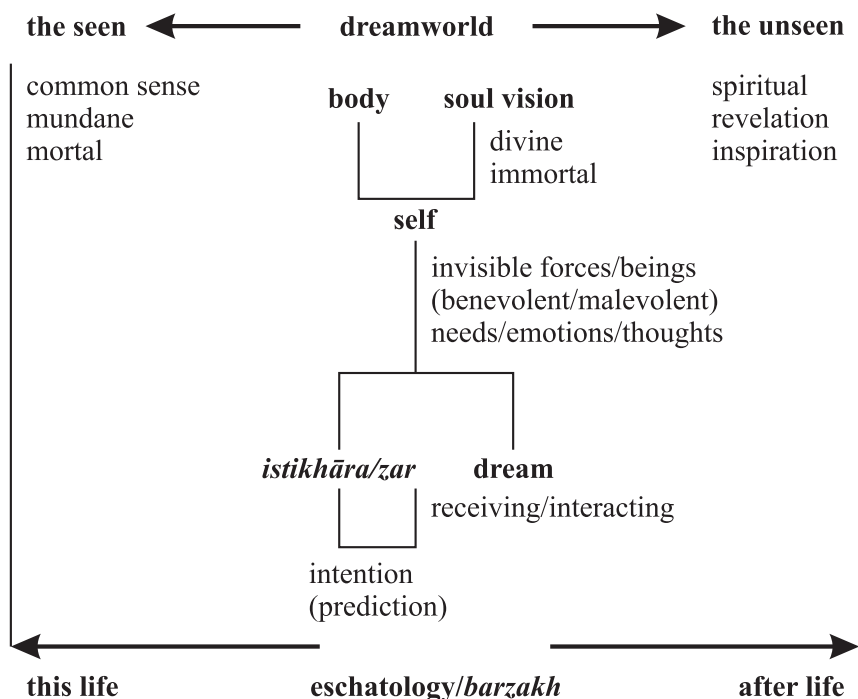 the seen dreamworld the unseen
common sense
mundane
mortal
body soul vision
divine
immortal
spiritual
revelation
inspiration
self
invisible forces/beings
(benevolent/malevolent)
needs/emotions/thoughts
istikhāra/zar dream
receiving/interacting
intention
(prediction)
this life eschatology/barzakh after life